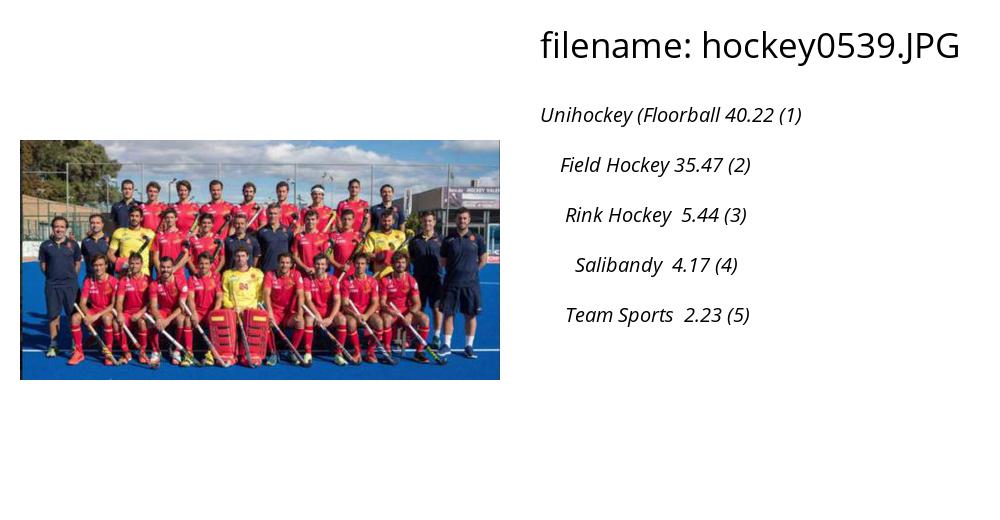 filename: hockey0539.JPG
Unihockey (Floorball 40.22 (1)
Field Hockey 35.47 (2)
Rink Hockey 5.44 (3)
Salibandy 4.17 (4)
Team Sports 2.23 (5)
24